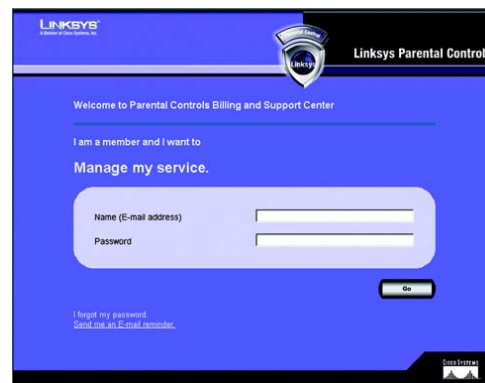 LINKSYS®
A Division of Cisco Systems, Inc.
Parental Control
Linksys
Linksys Parental Control
Welcome to Parental Controls Billing and Support Center
I am a member and I want to
Manage my service.
Name (E-mail address)
Password
Go
I forgot my password.
Send me an E-mail reminder.
CISCO SYSTEMS